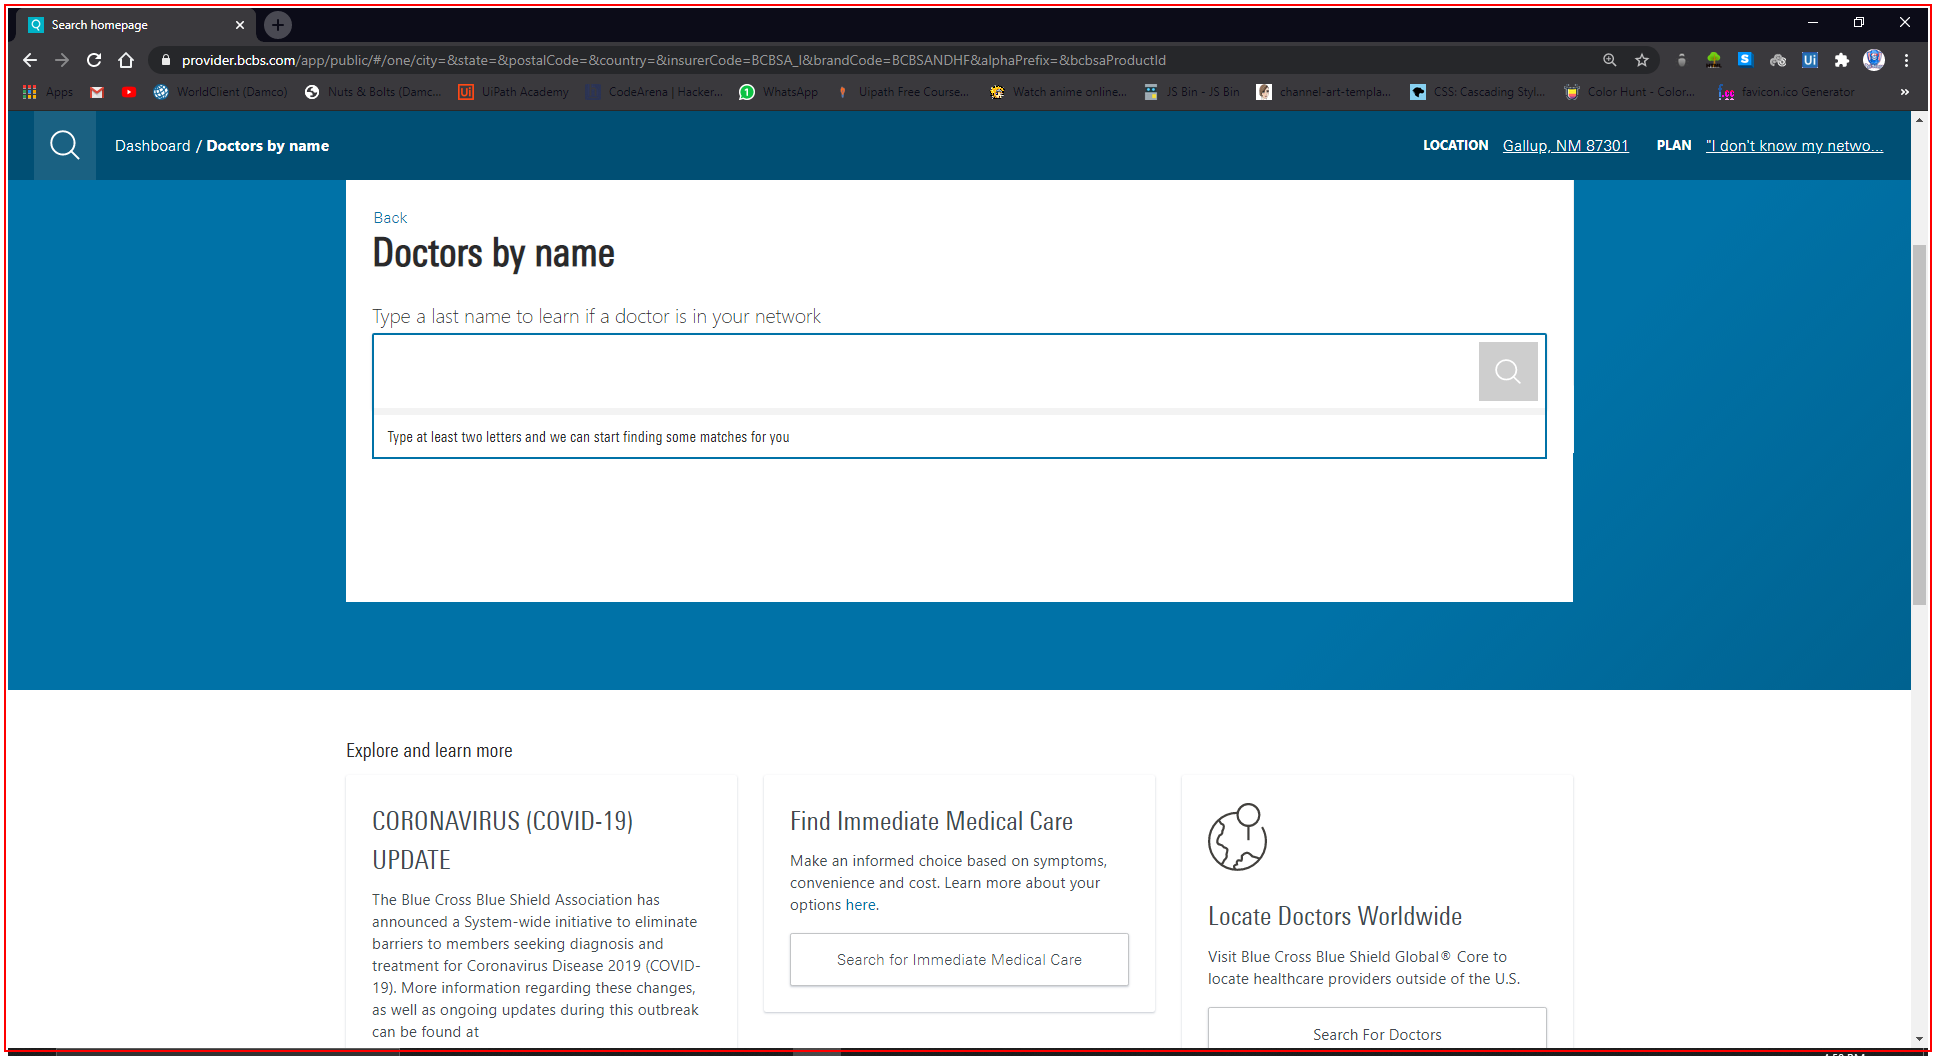 Search homepage
provider.bcbs.com/app/public/#/one/city=&state=&postalCode=&country=&insurerCode=BCBSA_I&brandCode=BCBSANDHF&alphaPrefix=&bcbsaProductId
Apps WorldClient (Damco) Nuts & Bolts (Damc... UiPath Academy CodeArena | Hacker... WhatsApp Uipath Free Course... Watch anime online... JS Bin - JS Bin channel-art-templa... CSS: Cascading Styl... Color Hunt - Color... favicon.ico Generator »
Dashboard / Doctors by name LOCATION Gallup, NM 87301 PLAN "I don't know my netwo...
Back
Doctors by name
Type a last name to learn if a doctor is in your network
Type at least two letters and we can start finding some matches for you
Explore and learn more
CORONAVIRUS (COVID-19)
UPDATE
The Blue Cross Blue Shield Association has
announced a System-wide initiative to eliminate
barriers to members seeking diagnosis and
treatment for Coronavirus Disease 2019 (COVID-
19). More information regarding these changes,
as well as ongoing updates during this outbreak
can be found at
Find Immediate Medical Care
Make an informed choice based on symptoms,
convenience and cost. Learn more about your
options here.
Search for Immediate Medical Care
Locate Doctors Worldwide
Visit Blue Cross Blue Shield Global® Core to
locate healthcare providers outside of the U.S.
Search For Doctors